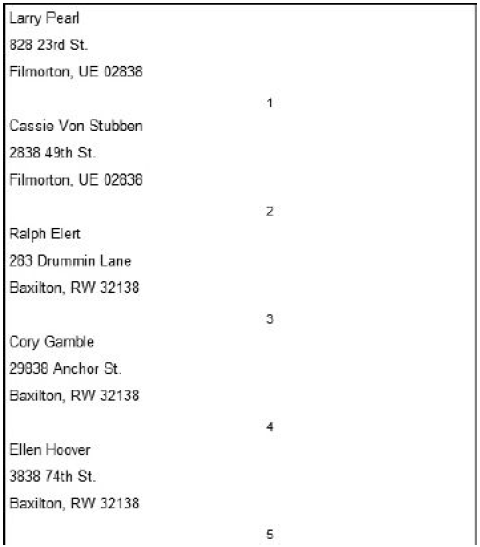 Larry Pearl
828 23rd St.
Filmorton, UE 02838
1
Cassie Von Stubben
2838 49th St.
Filmorton, UE 02838
2
Ralph Elert
283 Drummin Lane
Baxilton, RW 32138
3
Cory Gamble
29838 Anchor St.
Baxilton, RW 32138
4
Ellen Hoover
3838 74th St.
Baxilton, RW 32138
5